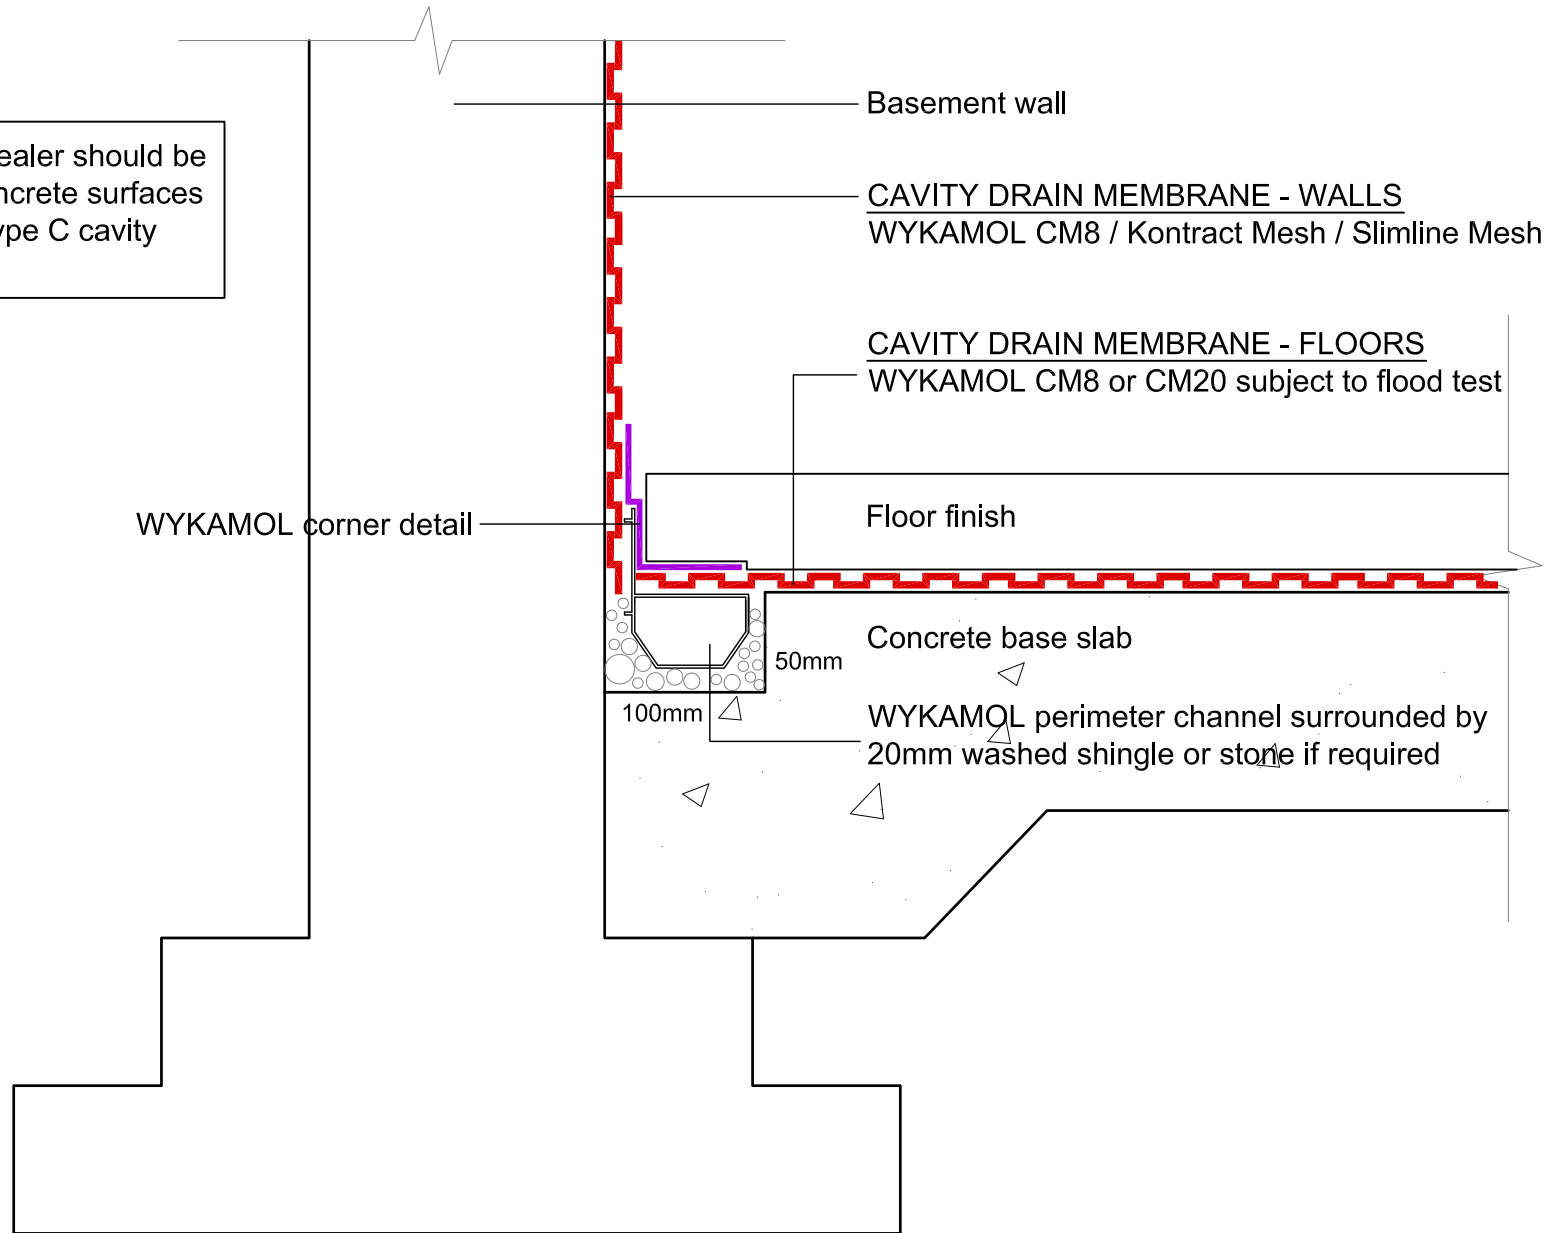 Basement wall
ealer should be
ncrete surfaces
ype C cavity
CAVITY DRAIN MEMBRANE - WALLS
WYKAMOL CM8 / Kontract Mesh / Slimline Mesh
CAVITY DRAIN MEMBRANE - FLOORS
WYKAMOL CM8 or CM20 subject to flood test
WYKAMOL corner detail
Floor finish
Concrete base slab
50mm
100mm
WYKAMOL perimeter channel surrounded by
20mm washed shingle or stone if required